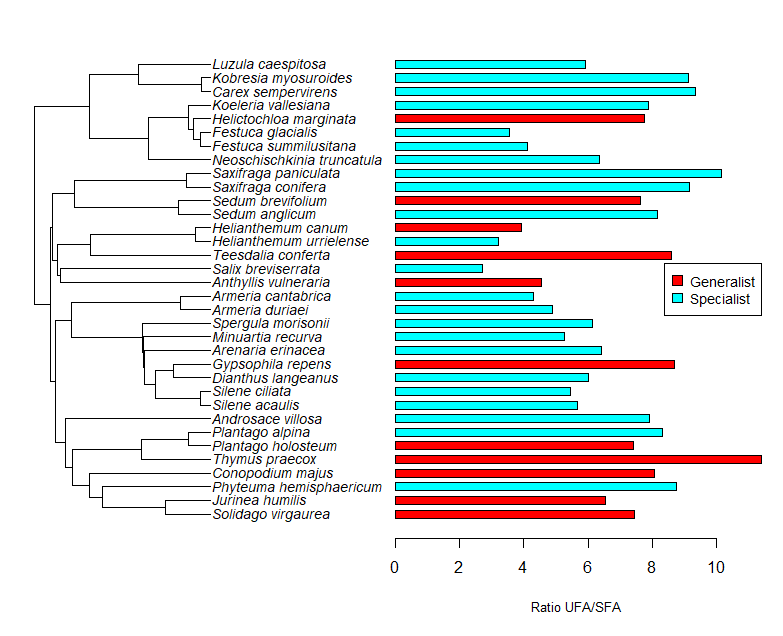 Luzula caespitosa
Kobresia myosuroides
Carex sempervirens
Koeleria vallesiana
Helictochloa marginata
Festuca glacialis
Festuca summilusitana
Neoschischkinia truncatula
Saxifraga paniculata
Saxifraga conifera
Sedum brevifolium
Sedum anglicum
Helianthemum canum
Helianthemum urrielense
Teesdalia conferta
Salix breviserrata
Anthyllis vulneraria
Armeria cantabrica
Armeria duriaei
Spergula morisonii
Minuartia recurva
Arenaria erinacea
Gypsophila repens
Dianthus langeanus
Silene ciliata
Silene acaulis
Androsace villosa
Plantago alpina
Plantago holosteum
Thymus praecox
Conopodium majus
Phyteuma hemisphaericum
Jurinea humilis
Solidago virgaurea
Generalist
Specialist
0 2 4 6 8 10
Ratio UFA/SFA